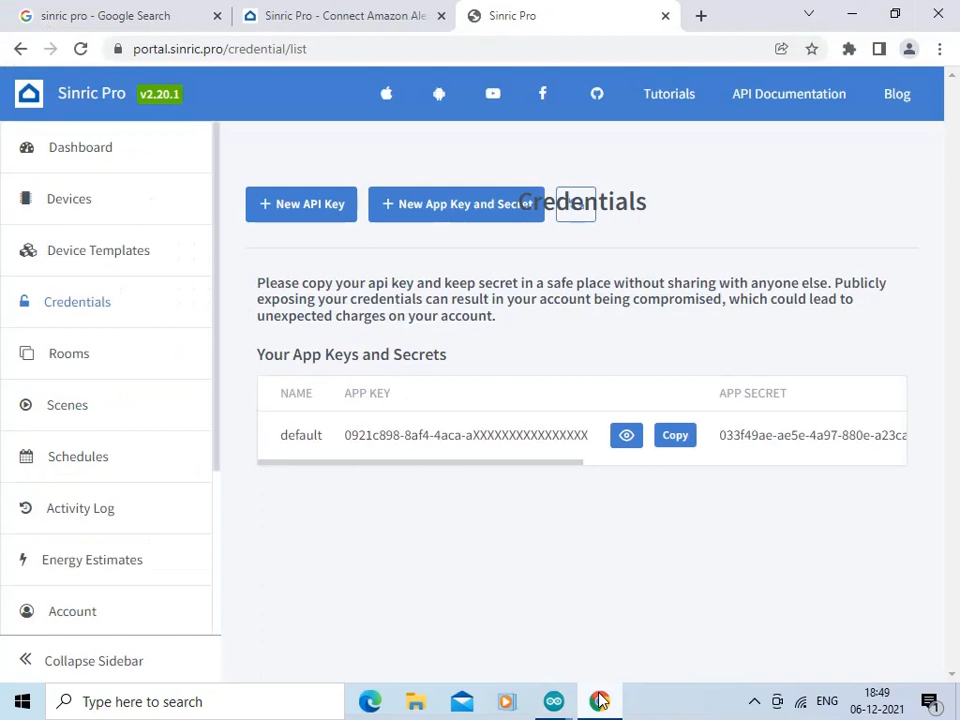 sinric pro - Google Search
Sinric Pro - Connect Amazon Ale
Sinric Pro
portal.sinric.pro/credential/list
Sinric Pro v2.20.1
Tutorials
API Documentation
Blog
Dashboard
Devices
Device Templates
Credentials
Rooms
Scenes
Schedules
Activity Log
Energy Estimates
Account
Collapse Sidebar
+ New API Key
+ New App Key and Secret
Credentials
Please copy your api key and keep secret in a safe place without sharing with anyone else. Publicly
exposing your credentials can result in your account being compromised, which could lead to
unexpected charges on your account.
Your App Keys and Secrets
NAME APP KEY APP SECRET
default 0921c898-8af4-4aca-aXXXXXXXXXXXXXXXX Copy 033f49ae-ae5e-4a97-880e-a23ca
Type here to search
ENG
18:49
06-12-2021
1